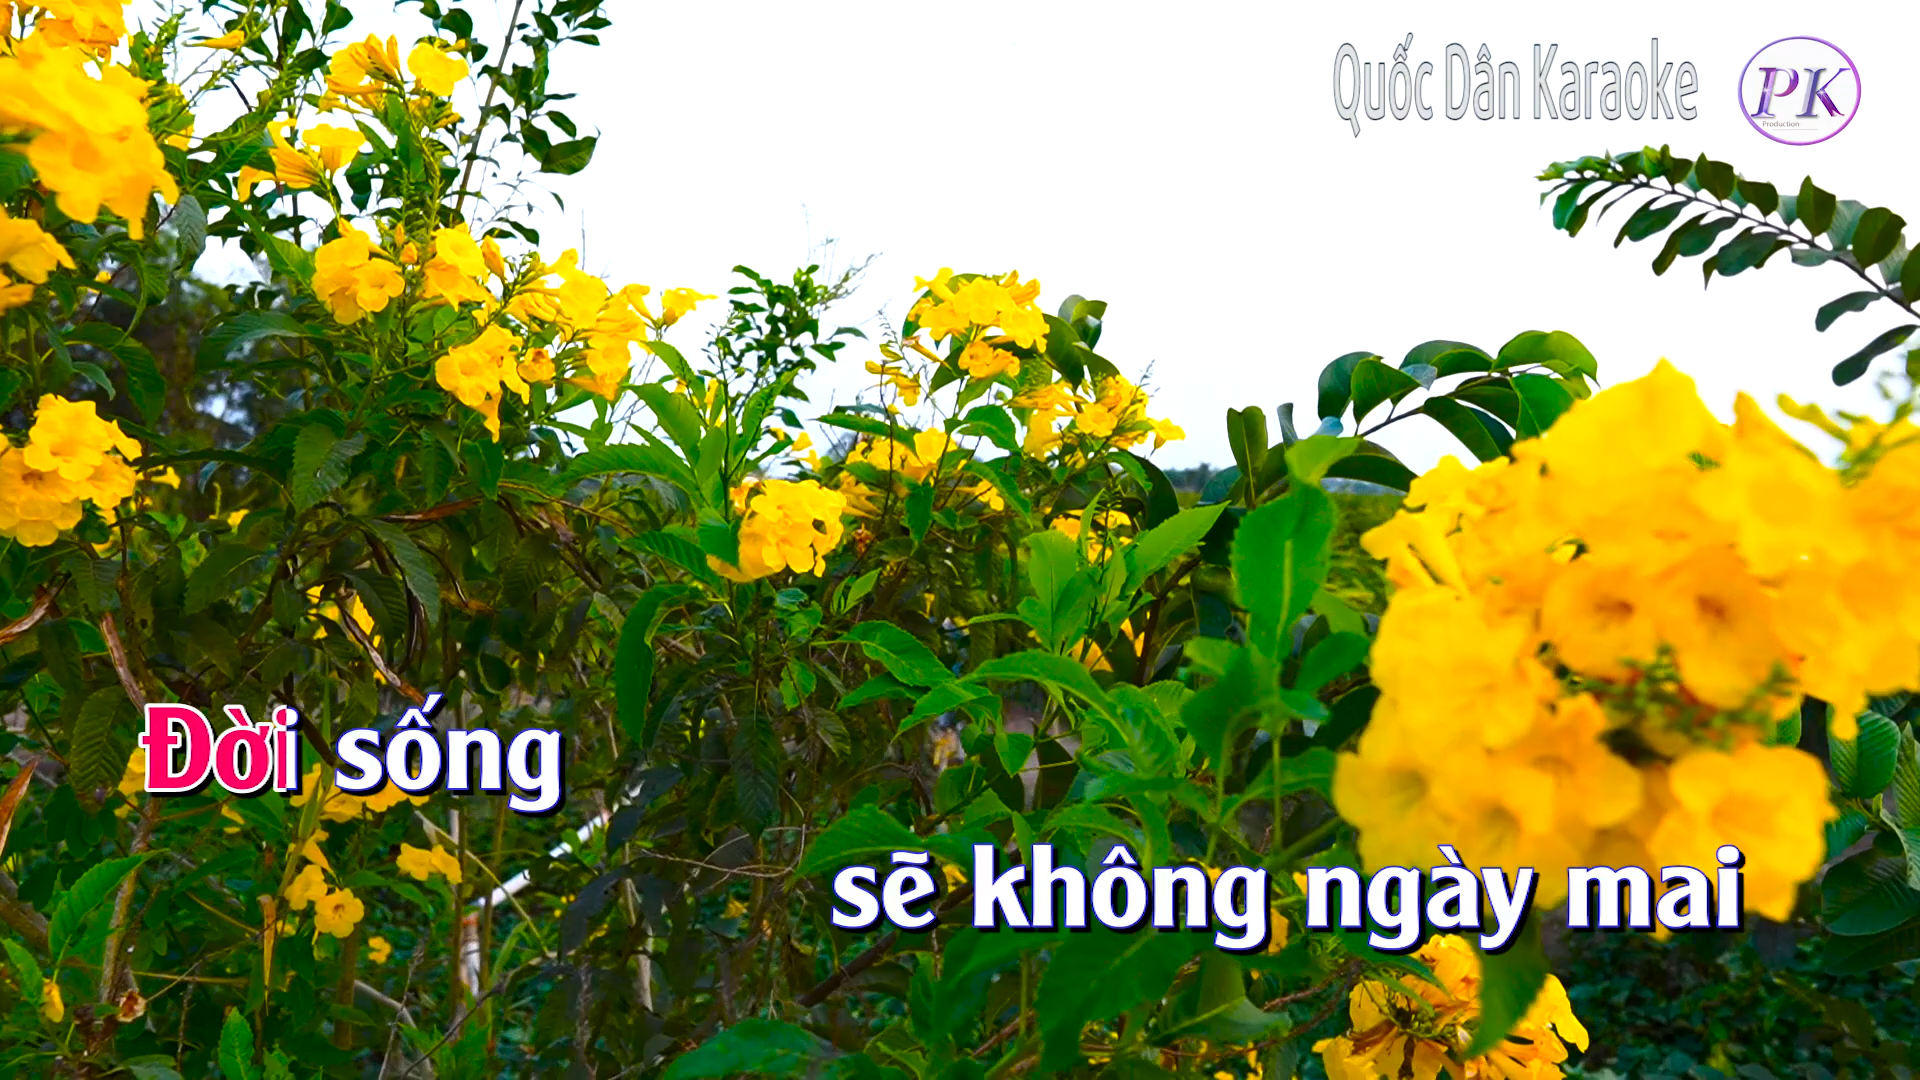 Quốc Dân Karaoke
PK
Production
Đời sống
sẽ không ngày mai